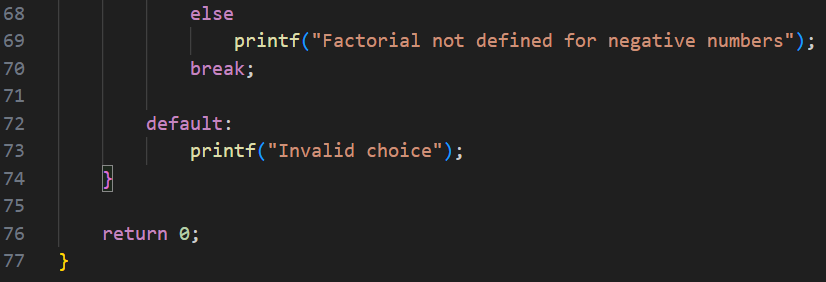 68 else
69 printf("Factorial not defined for negative numbers");
70 break;
71
72 default:
73 printf("Invalid choice");
74 }
75
76 return 0;
77 }